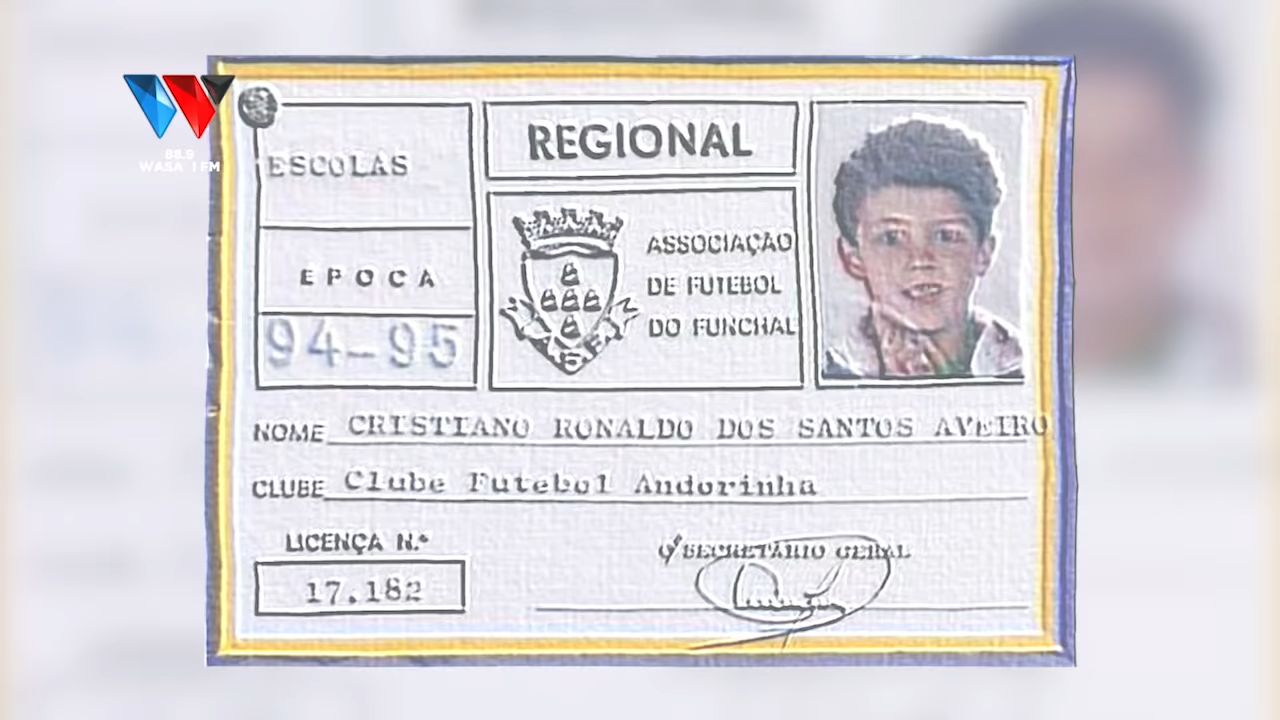 88.9
WASA I FM
ESCOLAS
EPOCA
94-95
REGIONAL
ASSOCIAÇÃO
DE FUTEBOL
DO FUNCHAL
NOME CRISTIANO RONALDO DOS SANTOS AVEIRO
CLUBE Clube Futebol Andorinha
LICENÇA N.º
17.182
O SECRETÁRIO GERAL